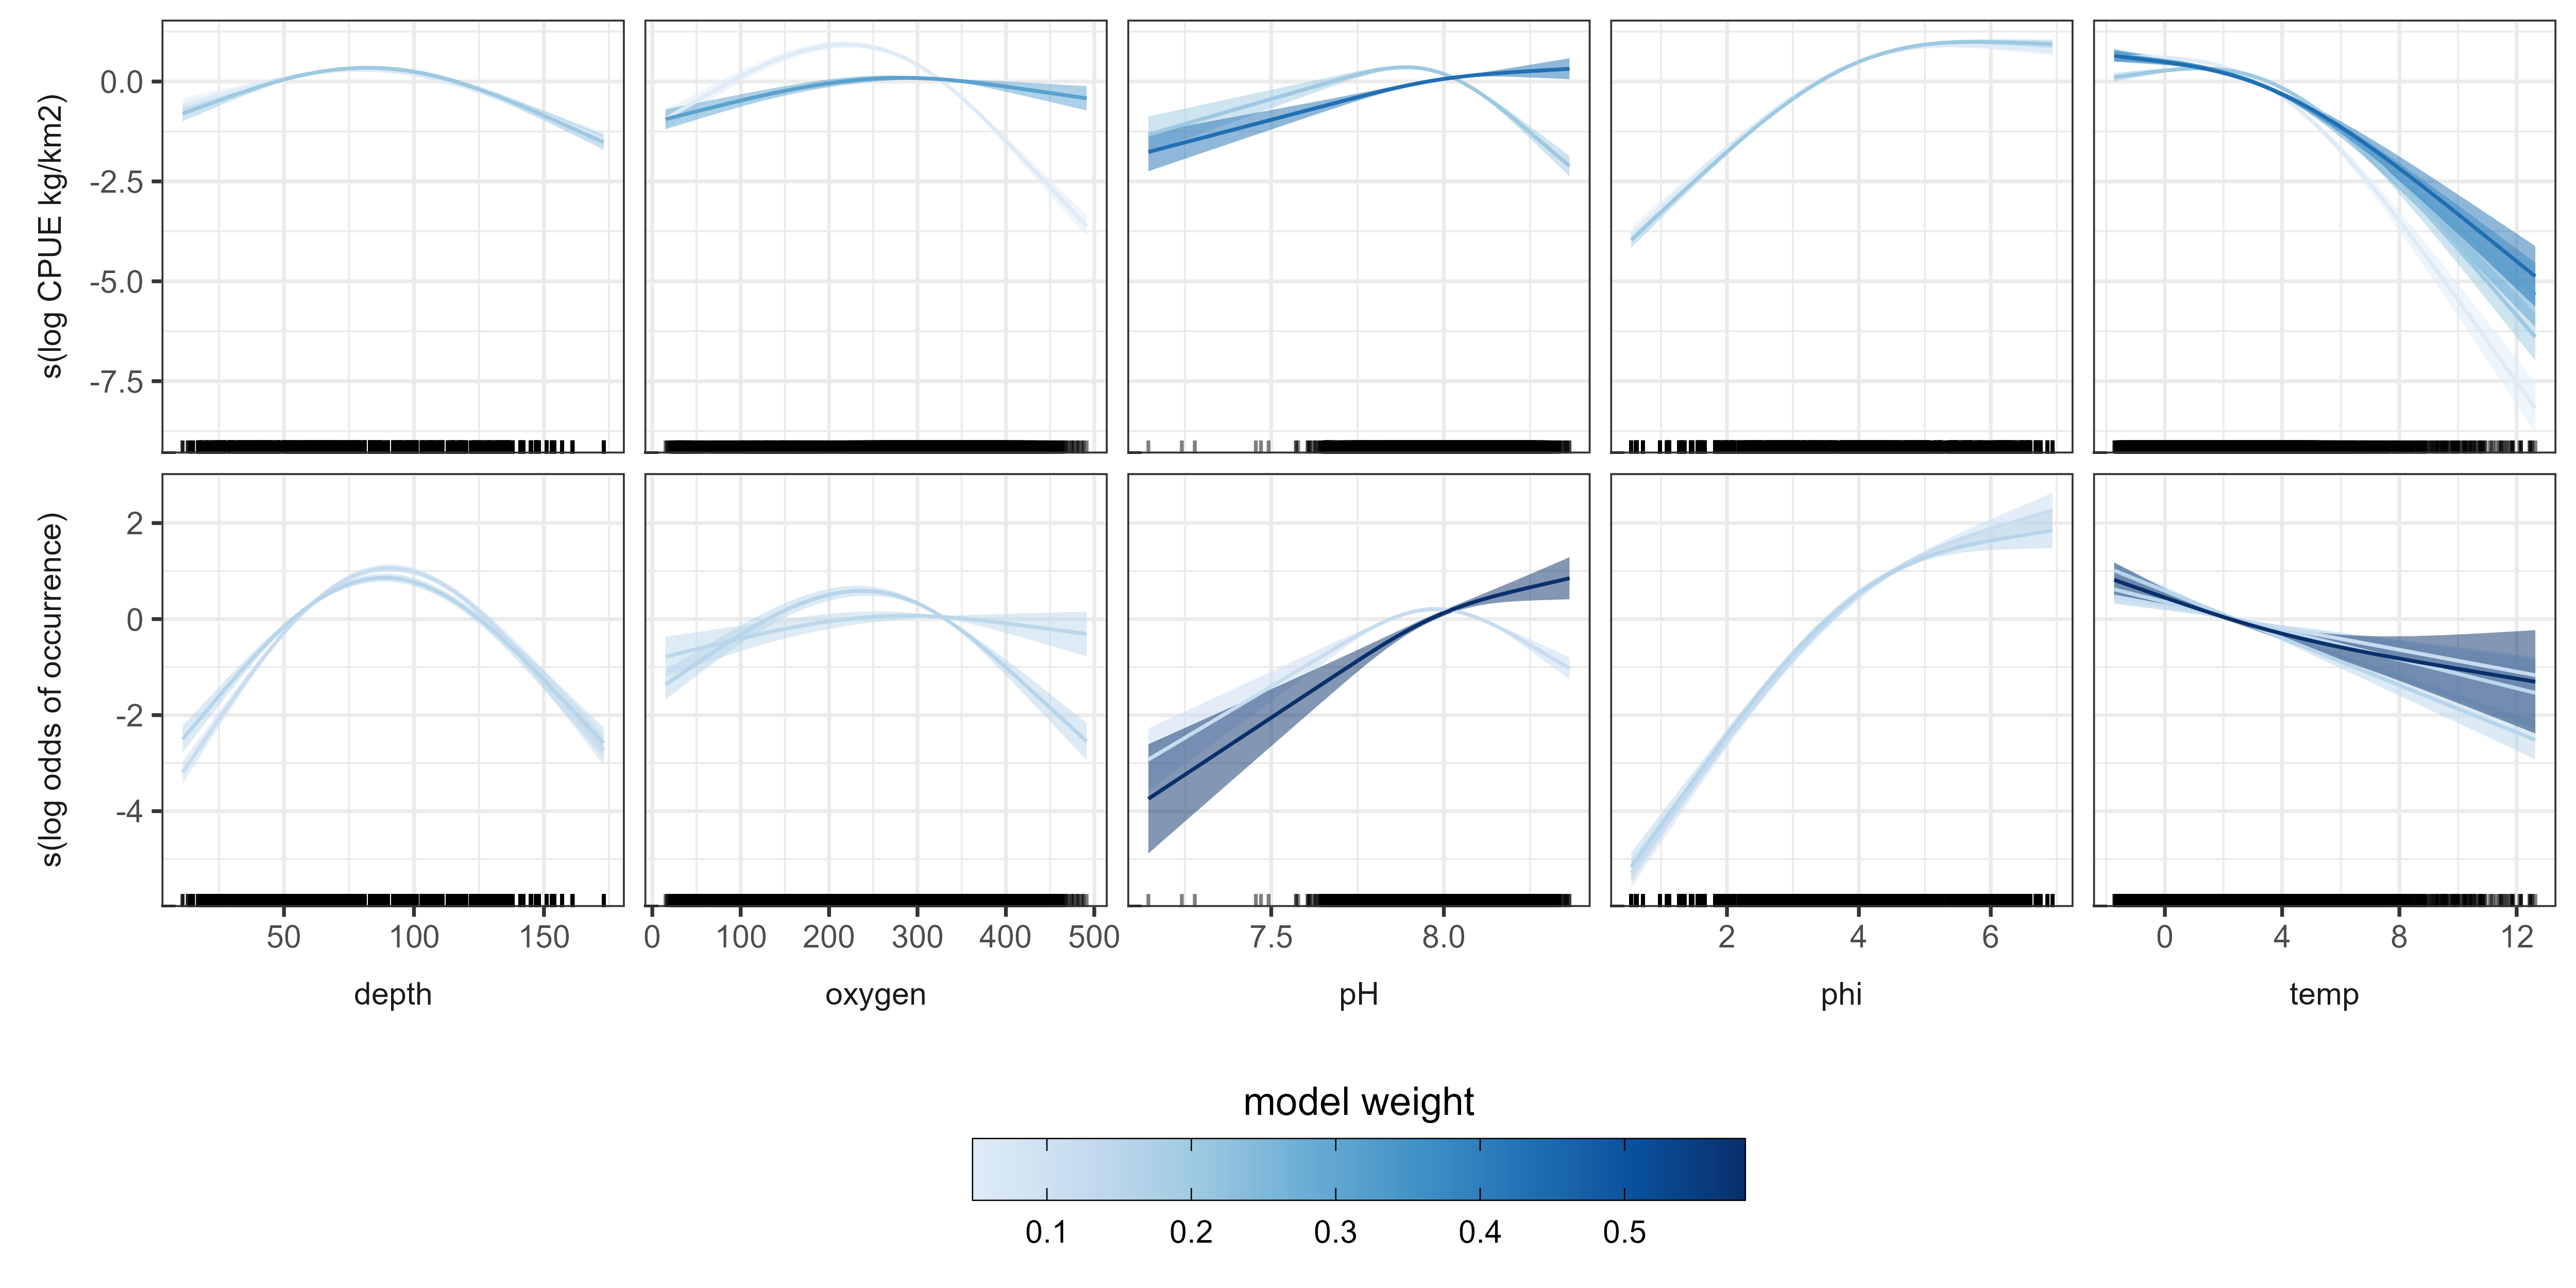 s(log CPUE kg/km2)
0.0
-2.5
-5.0
-7.5
s(log odds of occurrence)
2
0
-2
-4
50 100 150
0 100 200 300 400 500
7.5 8.0
2 4 6
0 4 8 12
depth
oxygen
pH
phi
temp
model weight
0.1 0.2 0.3 0.4 0.5